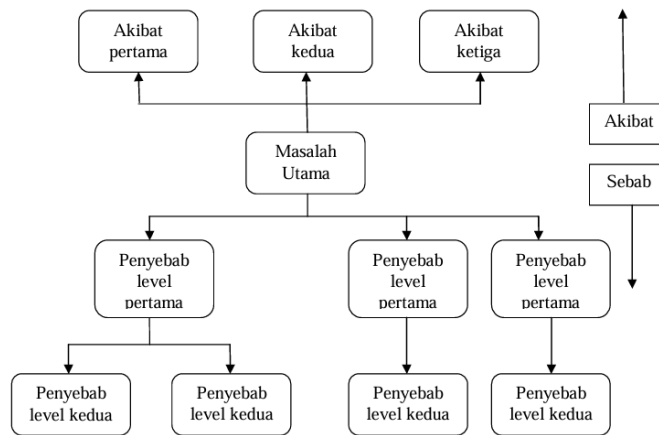 Akibat
pertama
Akibat
kedua
Akibat
ketiga
Akibat
Masalah
Utama
Sebab
Penyebab
level
pertama
Penyebab
level
pertama
Penyebab
level
pertama
Penyebab
level kedua
Penyebab
level kedua
Penyebab
level kedua
Penyebab
level kedua